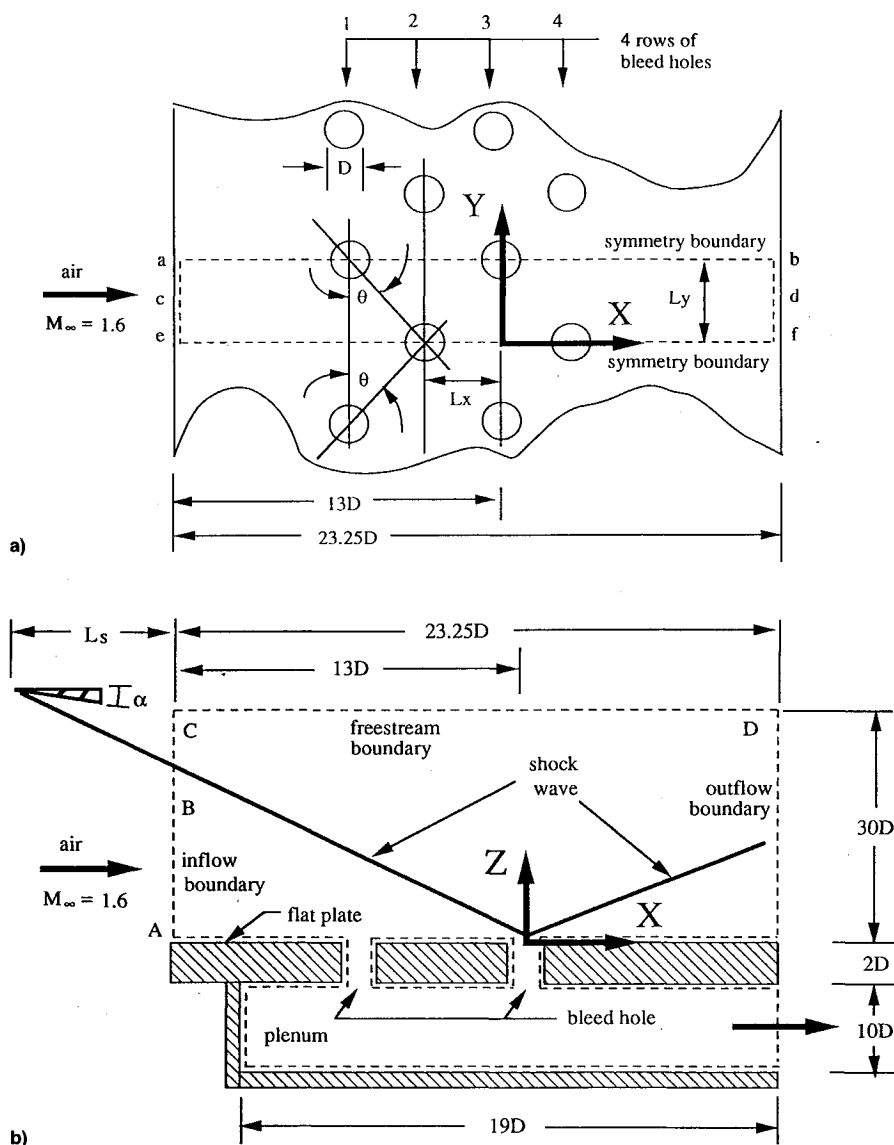 1 2 3 4
4 rows of
bleed holes
D
Y
symmetry boundary
a
b
air
θ
c
Ly
d
X
M∞ = 1.6
e
f
symmetry boundary
θ
Lx
13D
23.25D
a)
Ls
23.25D
13D
α
C
freestream
boundary
D
shock
wave
outflow
boundary
B
30D
air
inflow
boundary
Z
X
M∞ = 1.6
A
flat plate
2D
bleed hole
plenum
10D
19D
b)